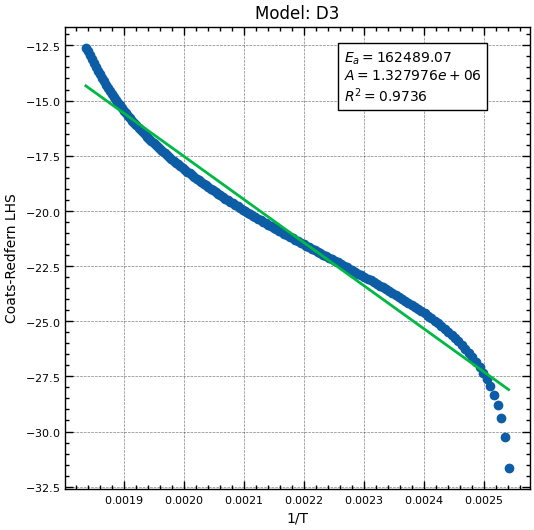 Model: D3
E_a = 162489.07
A = 1.327976e + 06
R^2 = 0.9736
Coats-Redfern LHS
−12.5
−15.0
−17.5
−20.0
−22.5
−25.0
−27.5
−30.0
−32.5
0.0019 0.0020 0.0021 0.0022 0.0023 0.0024 0.0025
1/T